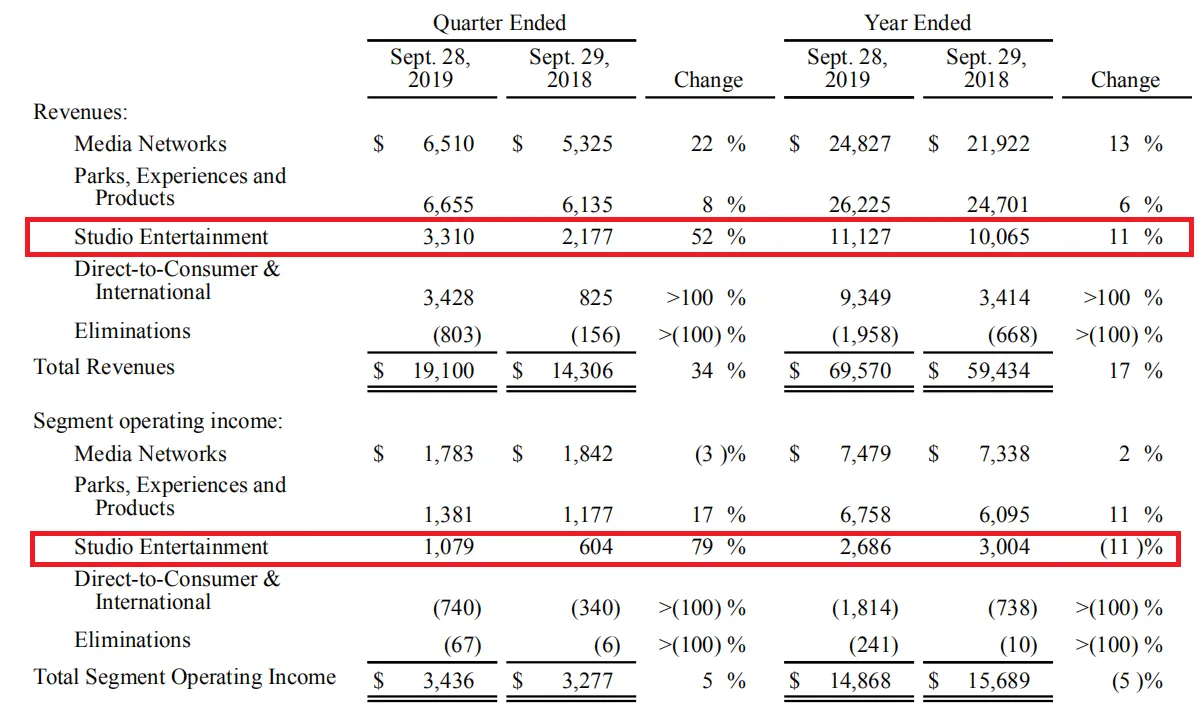 Quarter Ended Year Ended
Sept. 28, Sept. 29, Sept. 28, Sept. 29,
2019 2018 Change 2019 2018 Change
Revenues:
Media Networks $ 6,510 $ 5,325 22 % $ 24,827 $ 21,922 13 %
Parks, Experiences and
Products 6,655 6,135 8 % 26,225 24,701 6 %
Studio Entertainment 3,310 2,177 52 % 11,127 10,065 11 %
Direct-to-Consumer &
International 3,428 825 >100 % 9,349 3,414 >100 %
Eliminations (803) (156) >(100) % (1,958) (668) >(100) %
Total Revenues $ 19,100 $ 14,306 34 % $ 69,570 $ 59,434 17 %
Segment operating income:
Media Networks $ 1,783 $ 1,842 (3 )% $ 7,479 $ 7,338 2 %
Parks, Experiences and
Products 1,381 1,177 17 % 6,758 6,095 11 %
Studio Entertainment 1,079 604 79 % 2,686 3,004 (11 )%
Direct-to-Consumer &
International (740) (340) >(100) % (1,814) (738) >(100) %
Eliminations (67) (6) >(100) % (241) (10) >(100) %
Total Segment Operating Income $ 3,436 $ 3,277 5 % $ 14,868 $ 15,689 (5 )%